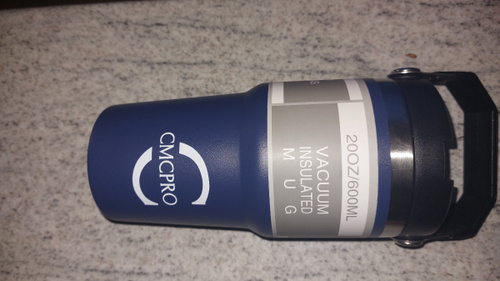 20OZ/600ML
VACUUM
INSULATED
M U G
CMCPRO